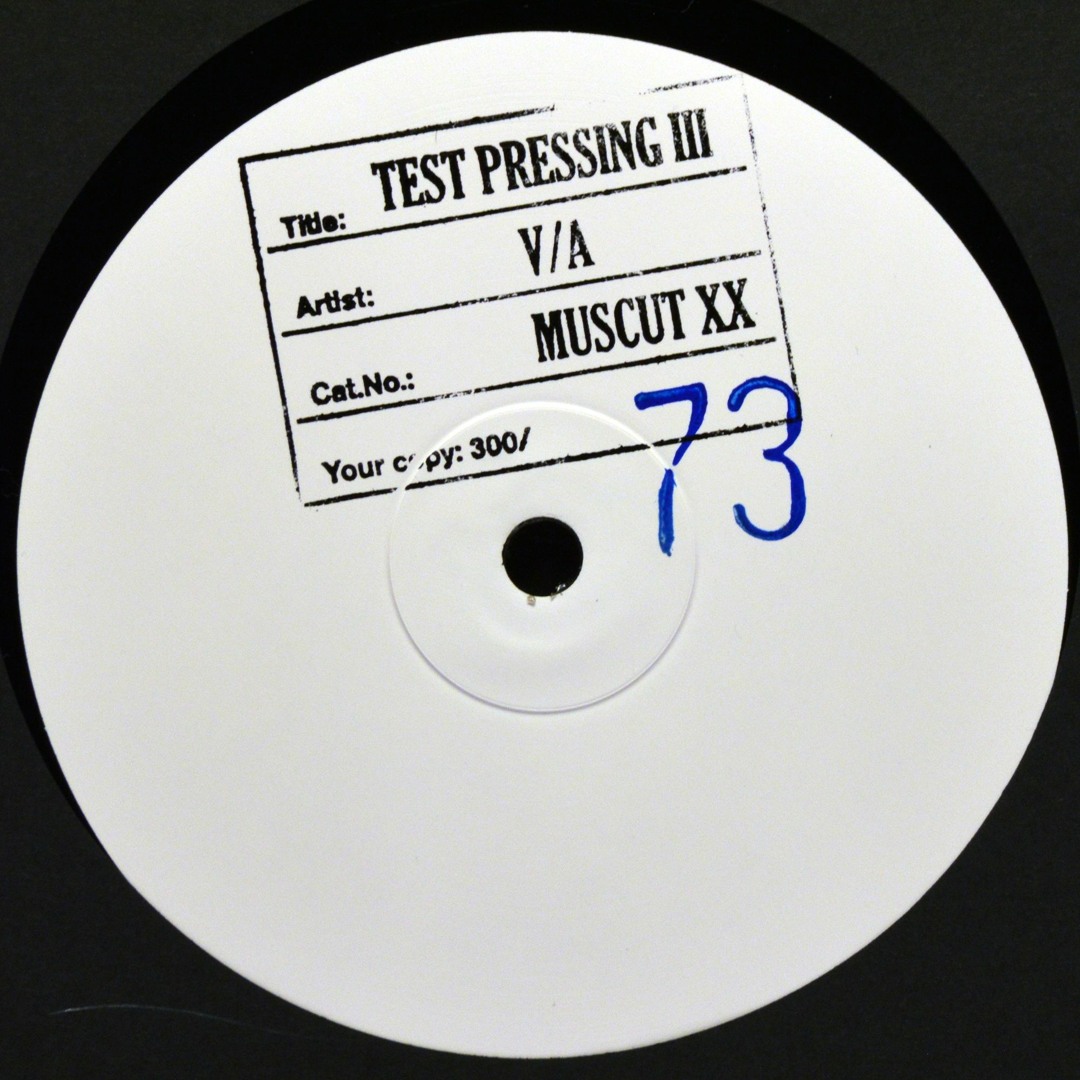 Title: TEST PRESSING III
Artist: V/A
Cat.No.: MUSCUT XX
Your copy: 300/ 73